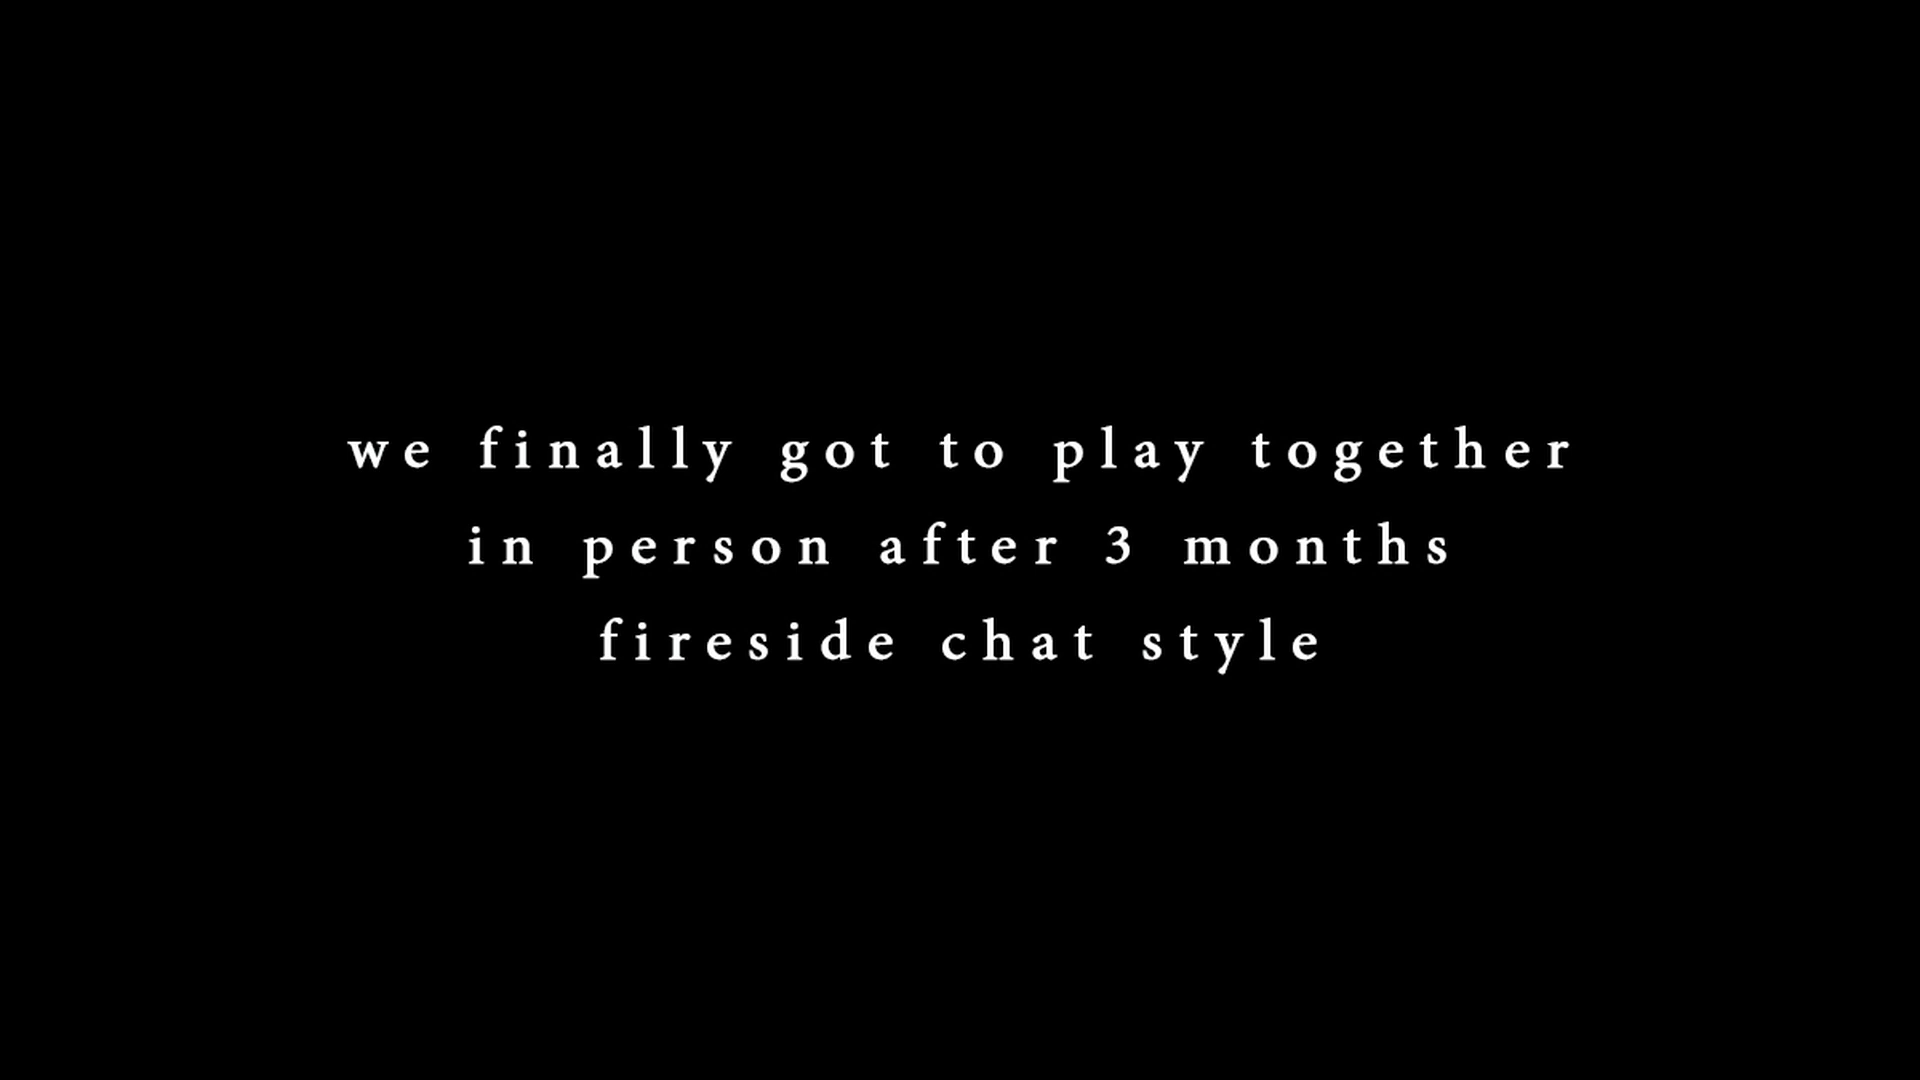 we finally got to play together
in person after 3 months
fireside chat style